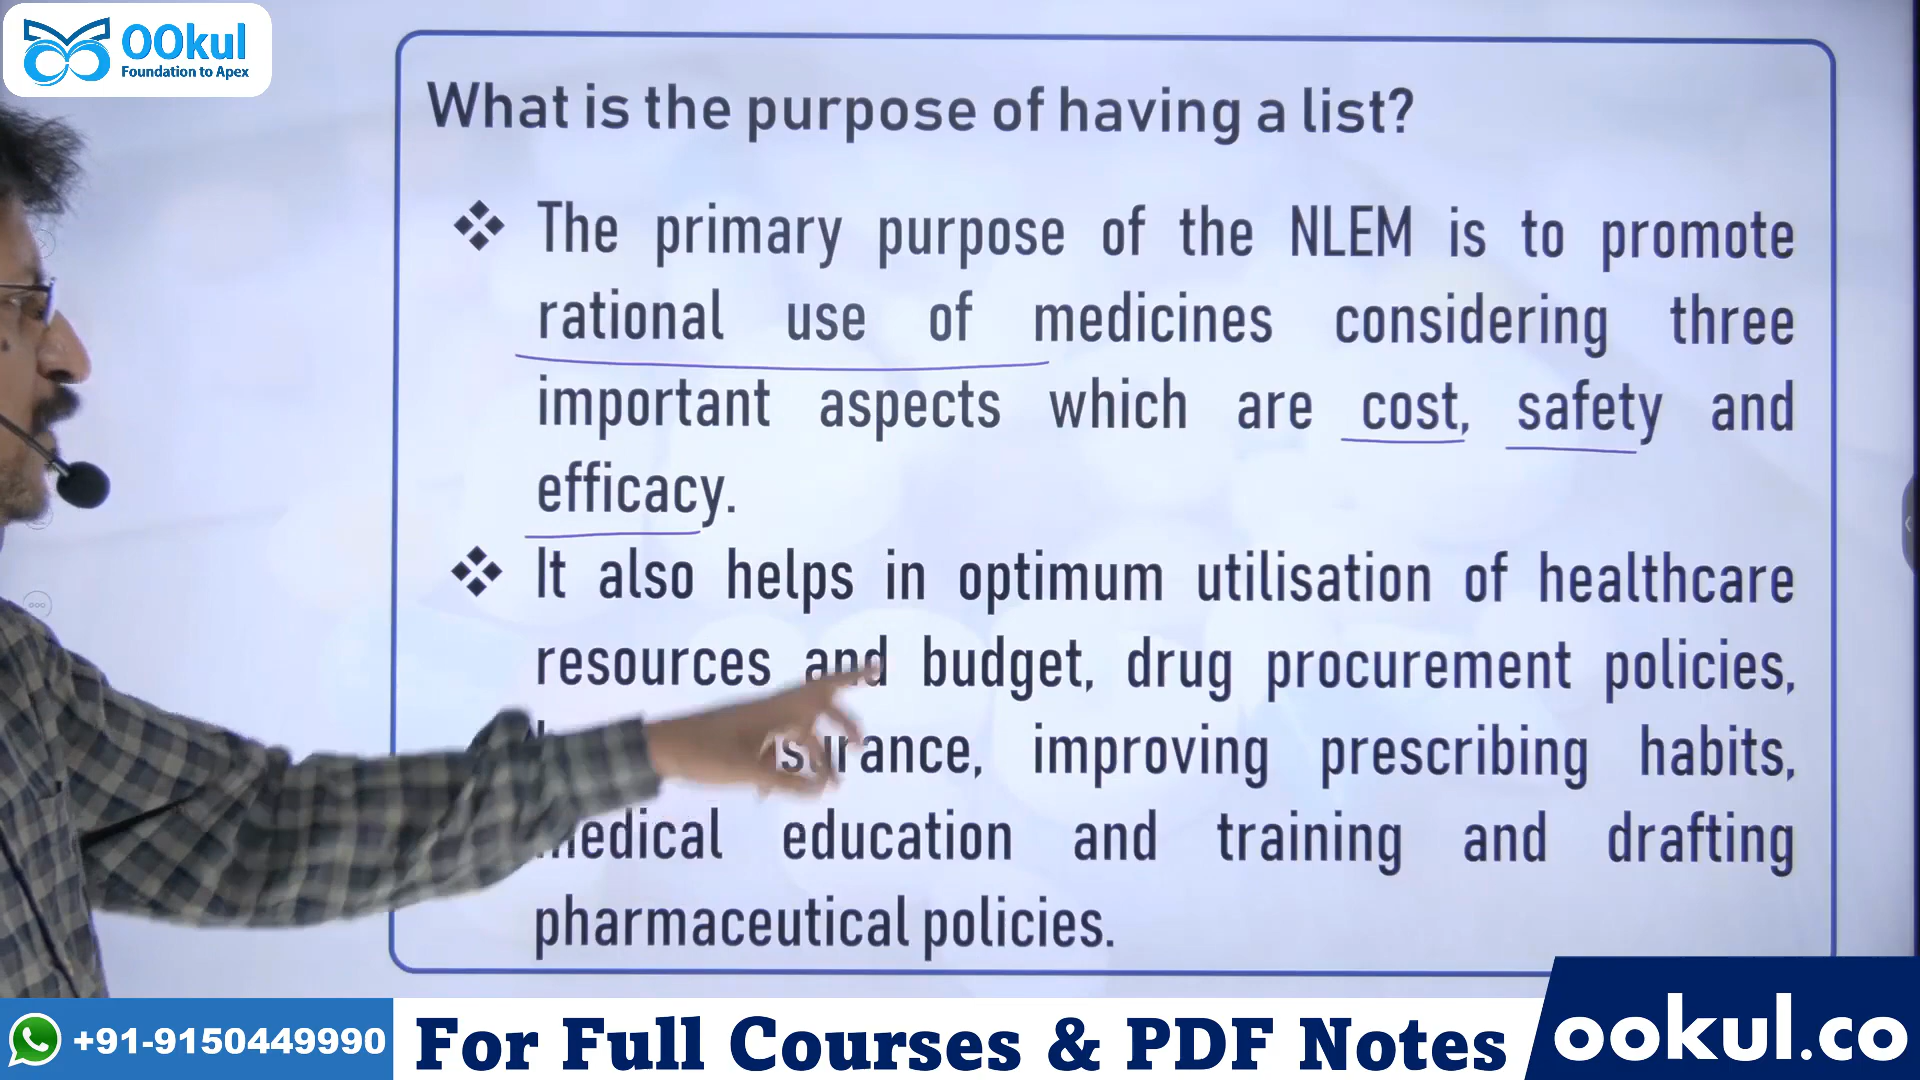 OOkul
Foundation to Apex
What is the purpose of having a list?
The primary purpose of the NLEM is to promote
rational use of medicines considering three
important aspects which are cost, safety and
efficacy.
It also helps in optimum utilisation of healthcare
resources and budget, drug procurement policies,
improving prescribing habits,
medical education and training and drafting
pharmaceutical policies.
+91-9150449990
For Full Courses & PDF Notes
ookul.co